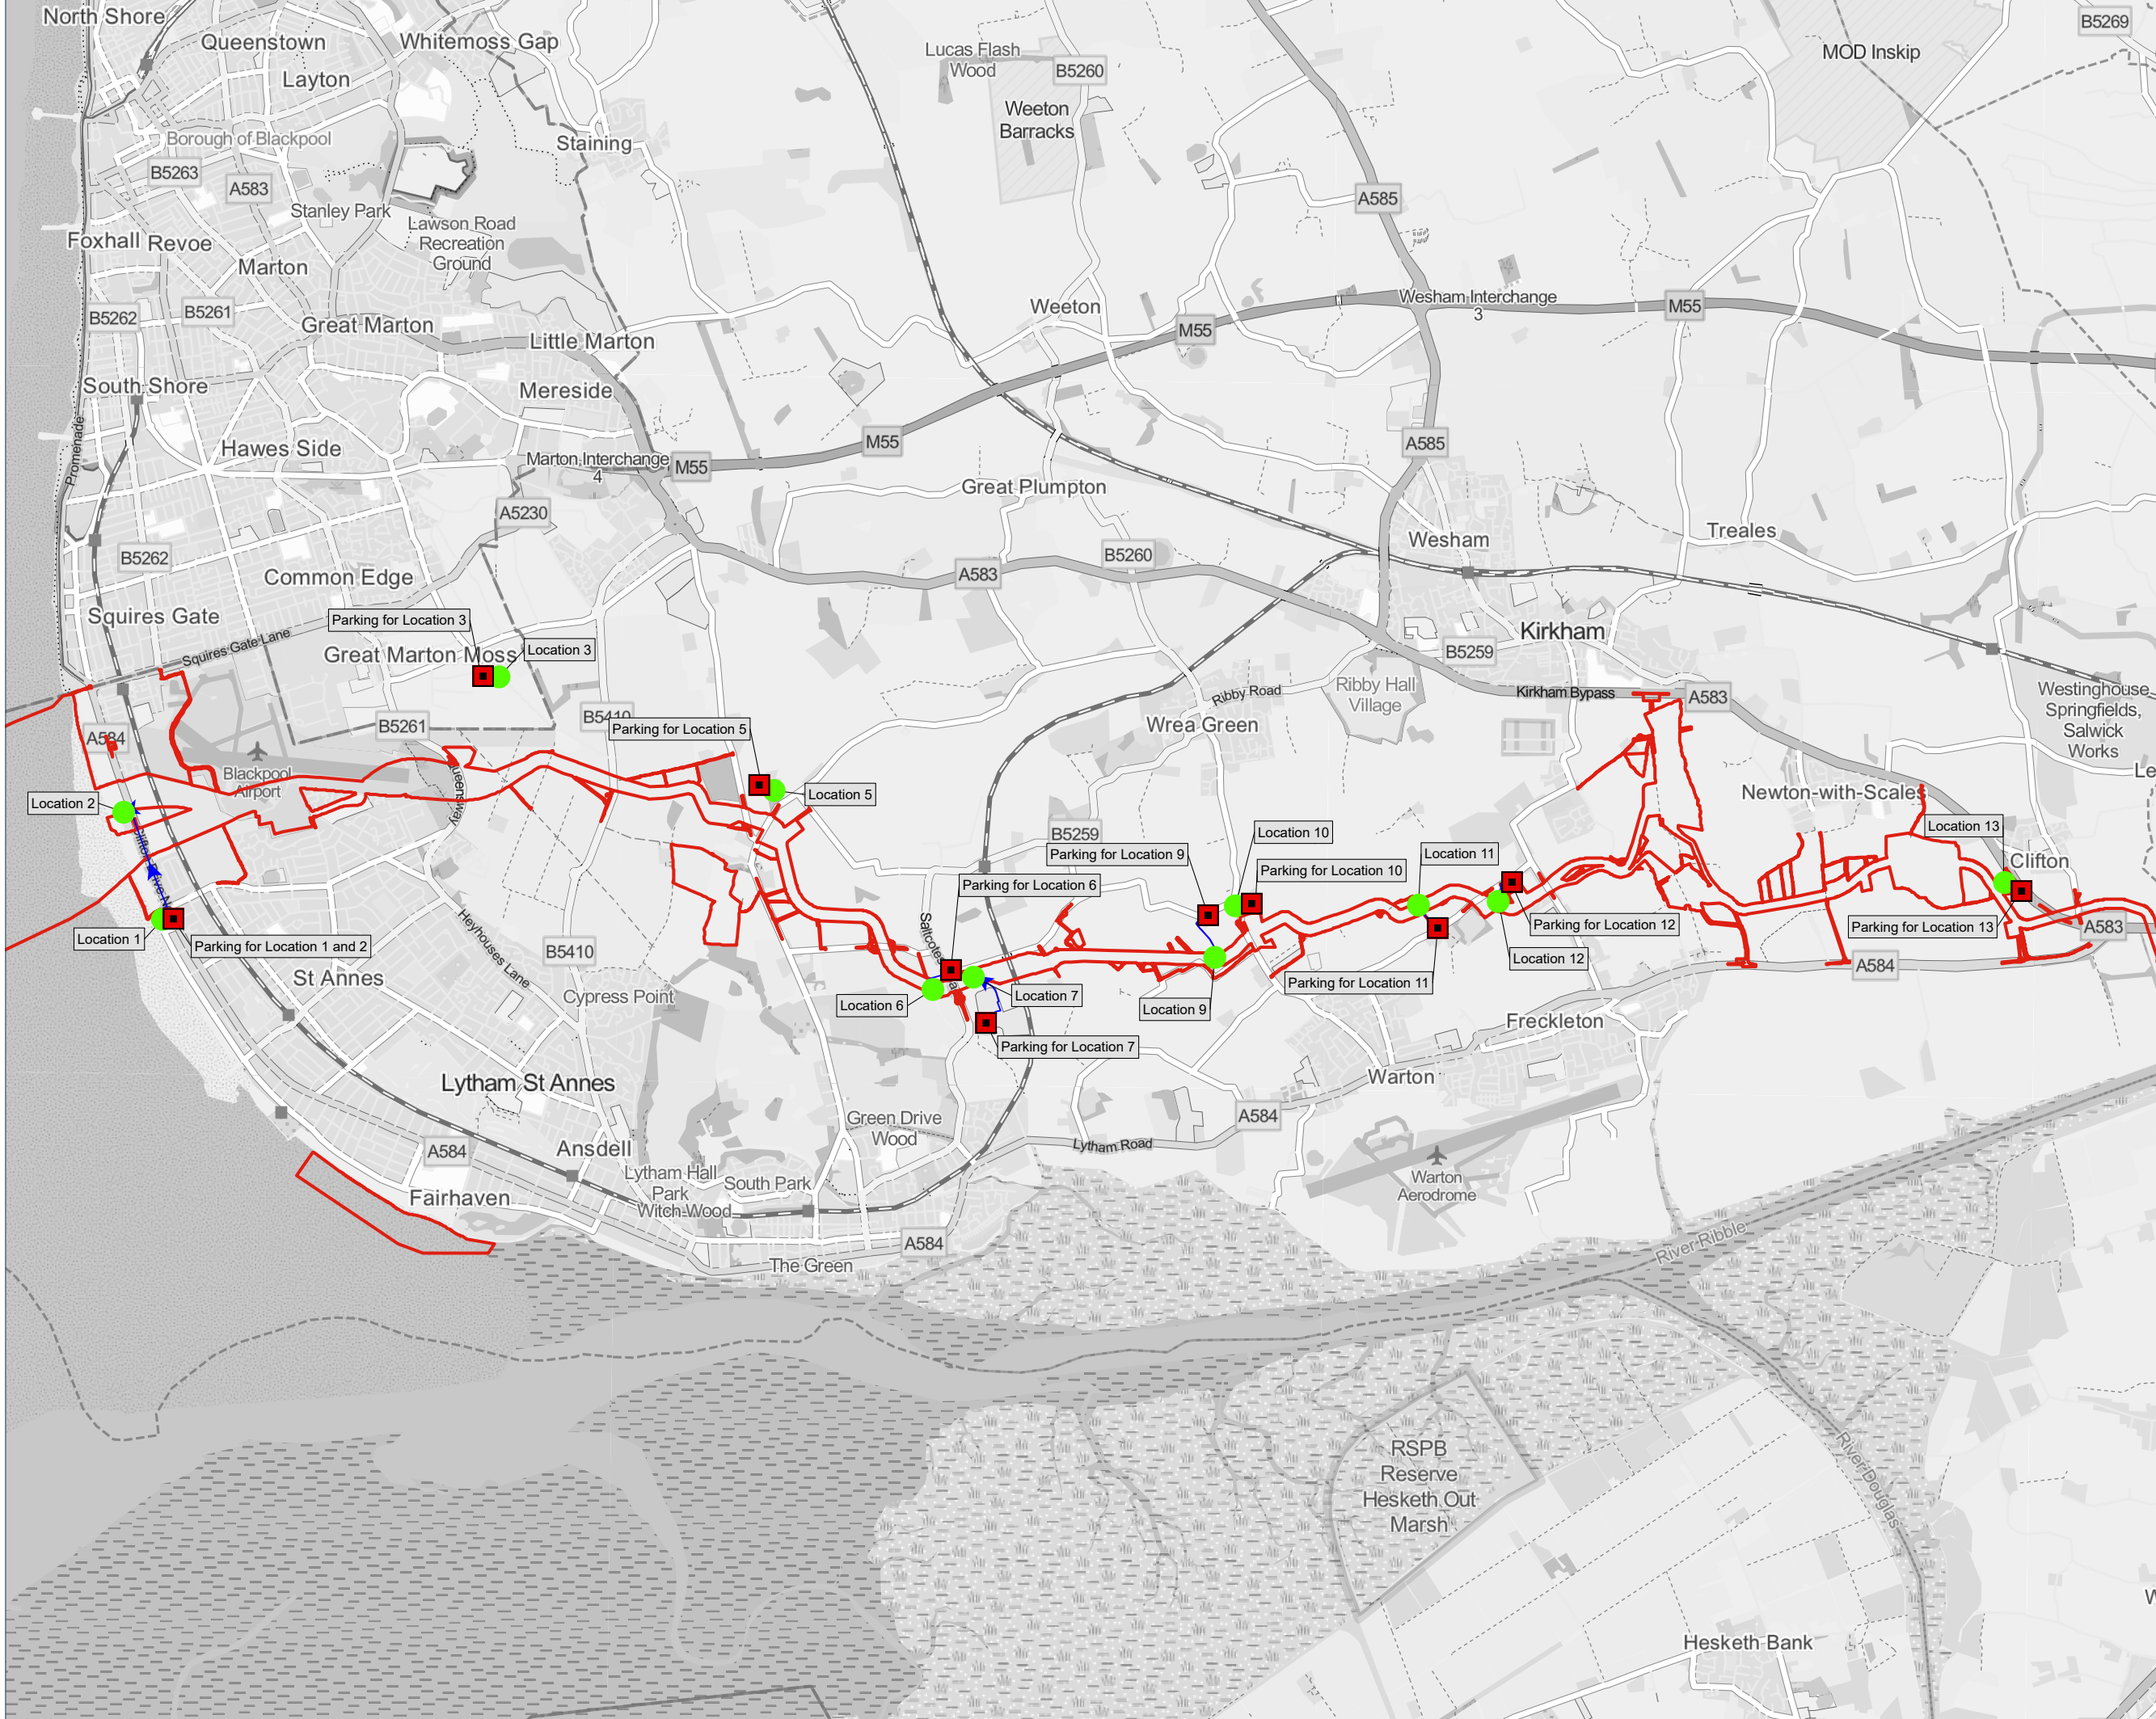 North Shore
Queenstown
Whitemoss Gap
Layton
Lucas Flash
Wood
B5260
MOD Inskip
B5269
Weeton
Barracks
Borough of Blackpool
Staining
B5263
A583
Stanley Park
Lawson Road
Recreation
Ground
A585
Foxhall
Revoe
Marton
B5262
B5261
Great Marton
Little Marton
Weeton
M55
Wesham Interchange
3
M55
South Shore
Mereside
Promenade
Hawes Side
Marton Interchange
4
M55
M55
A585
Great Plumpton
A5230
B5262
Common Edge
A583
B5260
Wesham
Treales
Squires Gate
Squires Gate Lane
Parking for Location 3
Great Marton Moss
Location 3
Kirkham
B5259
Ribby Road
Ribby Hall
Village
Kirkham Bypass
A583
Westinghouse
Springfields,
Salwick
Works
Le
A584
B5261
B5410
Parking for Location 5
Wrea Green
Blackpool
Airport
Queensway
Location 5
Newton-with-Scales
Location 2
B5259
Location 10
Location 13
Parking for Location 9
Parking for Location 10
Location 11
Clifton
Parking for Location 6
Clifton Drive N
Location 1
Parking for Location 1 and 2
Heyhouses Lane
B5410
Saltcotes
Parking for Location 12
Parking for Location 13
A583
St Annes
Cypress Point
Location 6
Location 7
Location 9
Parking for Location 11
Location 12
A584
Parking for Location 7
Freckleton
Lytham St Annes
Warton
Green Drive
Wood
A584
Lytham Road
A584
Ansdell
Lytham Hall
Park
South Park
Witch Wood
Fairhaven
Warton
Aerodrome
A584
The Green
River Ribble
RSPB
Reserve
Hesketh Out
Marsh
River Douglas
W
Hesketh Bank